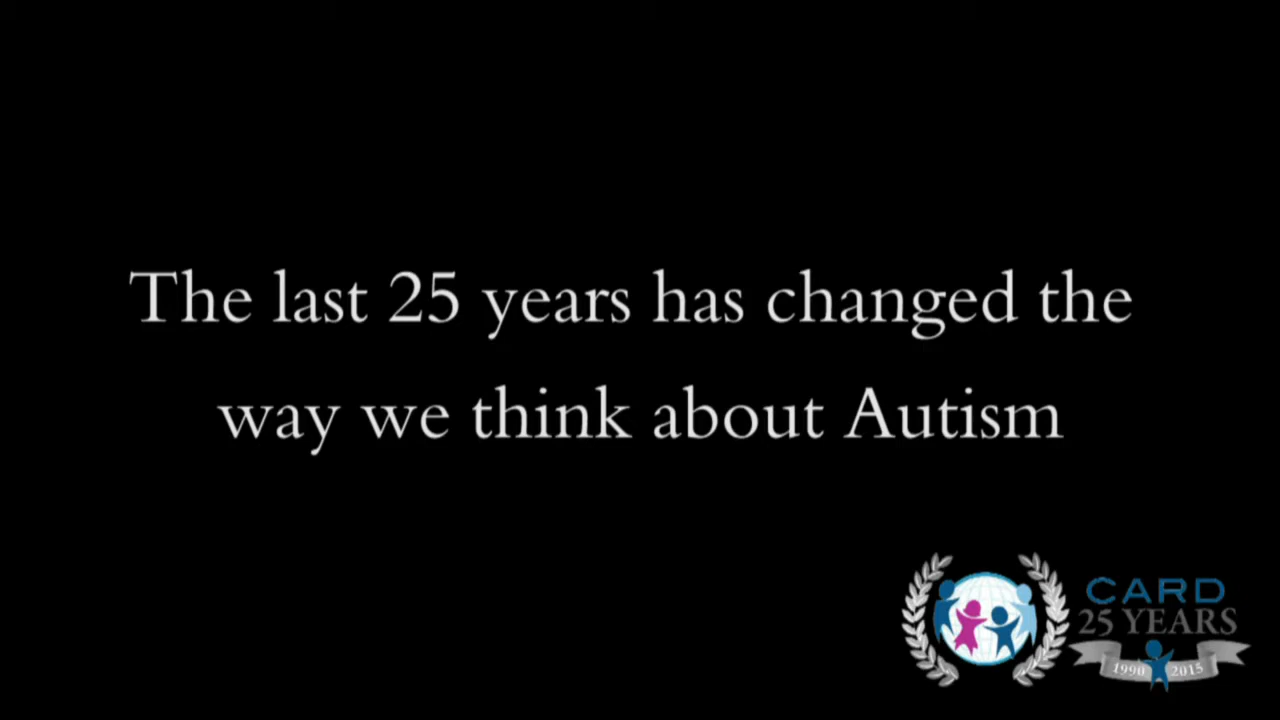 The last 25 years has changed the
way we think about Autism
CARD
25 YEARS
1990 2015